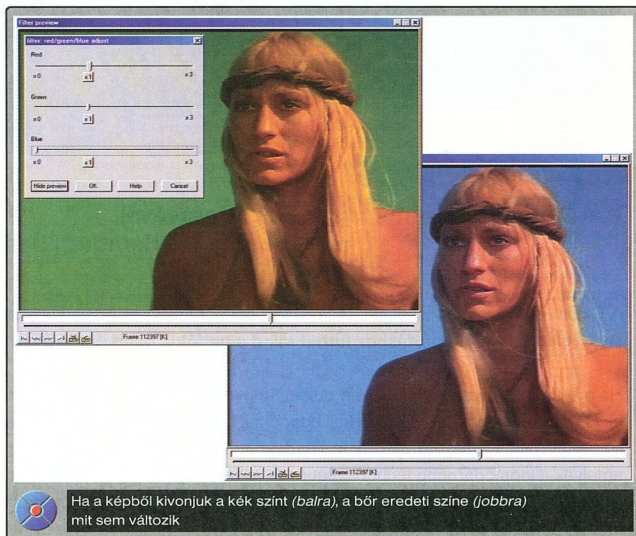 Filter preview
Filter: red/green/blue adjust
Red
x0 x1 x3
Green
x0 x1 x3
Blue
x0 x1 x3
Hide preview OK Help Cancel
Frame 112397 [K]
Frame 112397 [K]
Ha a képből kivonjuk a kék színt (balra), a bőr eredeti színe (jobbra)
mit sem változik